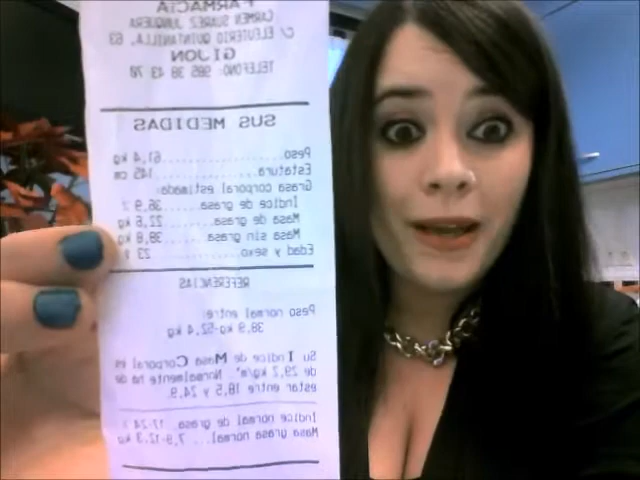 FARMACIA
CARMEN SUAREZ JUNQUERA
C/ ELEUTERIO QUINTANILLA, 63
GIJON
TELEFONO: 985 38 43 70
SUS MEDIDAS
Peso..................61,4 kg
Estatura..............145 cm
Grasa corporal estimada:
Indice de grasa......36,9 %
Masa de grasa........22,6 kg
Masa sin grasa.......38,8 kg
Edad y sexo........ 23
REFERENCIAS
Peso normal entre:
38,9 kg-52,4 kg
Su Indice de Masa Corporal es
de 29,2 kg/m². Normalmente ha de
estar entre 18,5 y 24,9.
Indice normal de grasa.. 17-24 %
Masa grasa normal... 7,9-12,3 kg